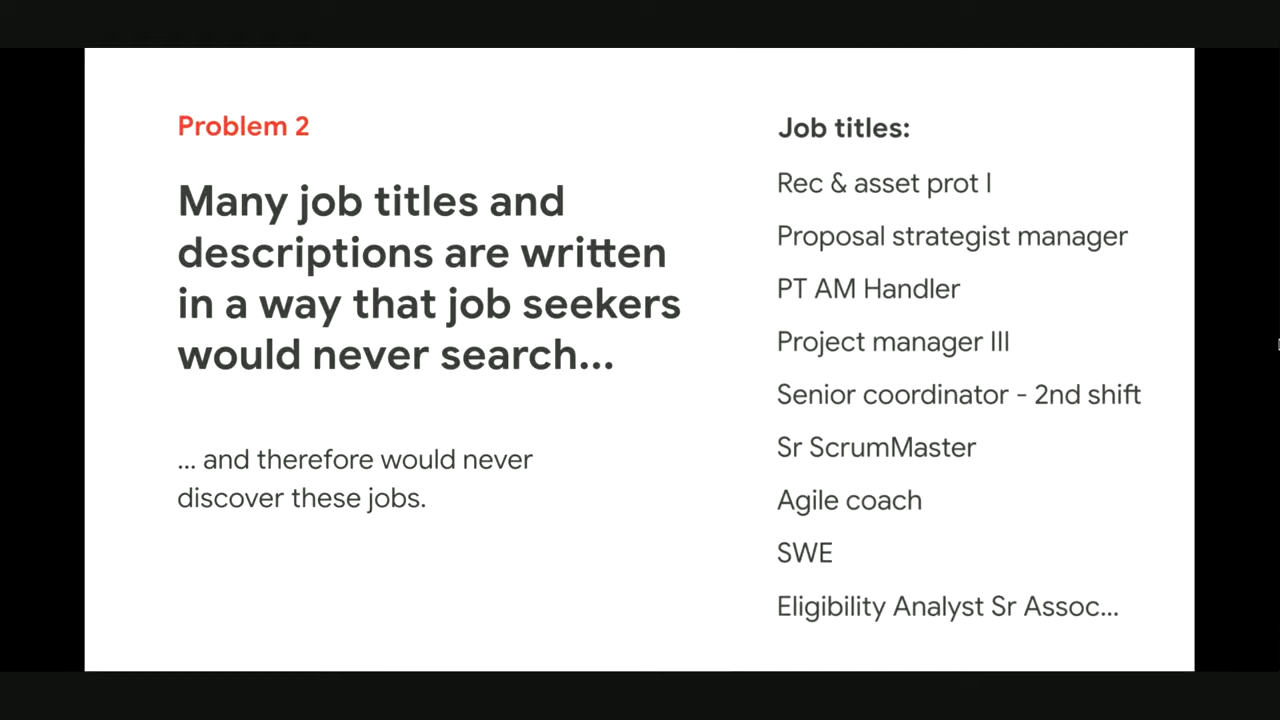 Problem 2
Many job titles and
descriptions are written
in a way that job seekers
would never search...
... and therefore would never
discover these jobs.
Job titles:
Rec & asset prot I
Proposal strategist manager
PT AM Handler
Project manager III
Senior coordinator - 2nd shift
Sr ScrumMaster
Agile coach
SWE
Eligibility Analyst Sr Assoc...